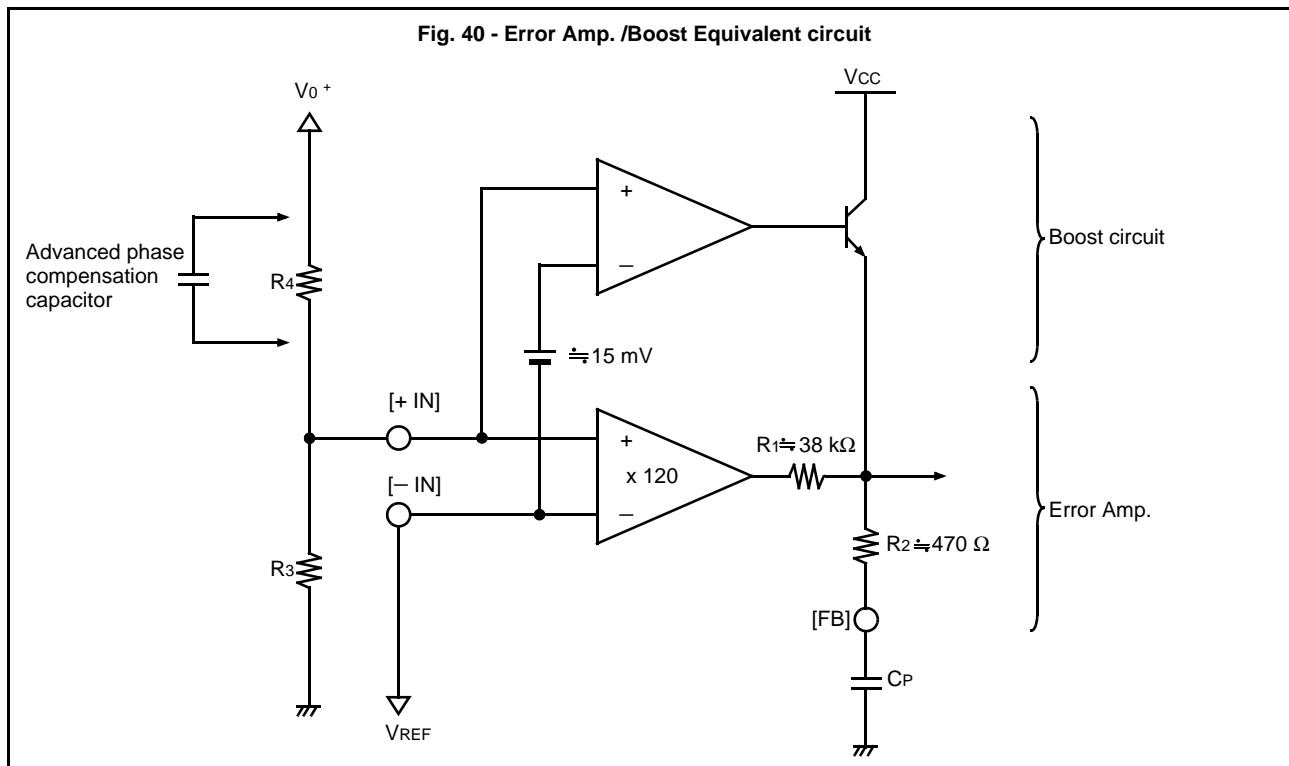 Fig. 40 - Error Amp. /Boost Equivalent circuit
VCC
V0 +
+
Boost circuit
Advanced phase
compensation
capacitor
R4
−
≒15 mV
[+ IN]
+
R1≒38 kΩ
x 120
[− IN]
−
Error Amp.
R2≒470 Ω
R3
[FB]
CP
VREF